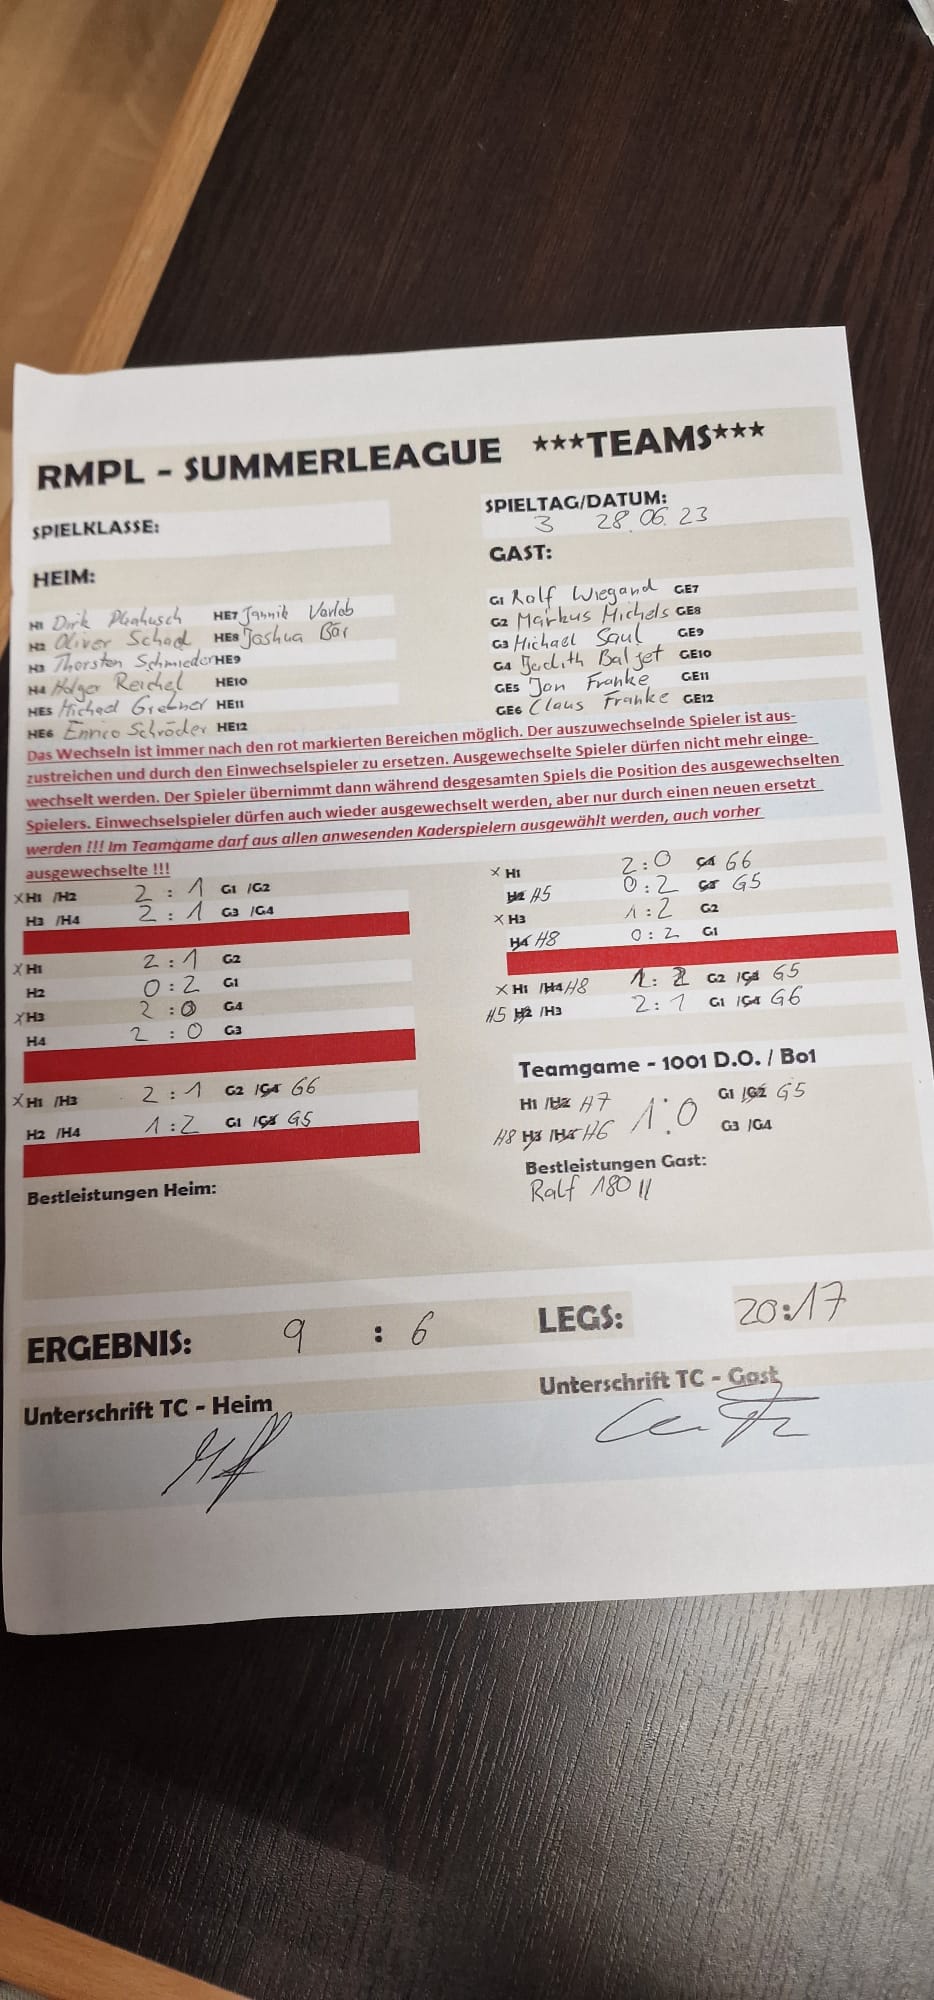 RMPL - SUMMERLEAGUE ***TEAMS***
SPIELKLASSE:
SPIELTAG/DATUM:
3 28.06.23
HEIM:
GAST:
H1 Dirk HE7 Jannik Varlob
H2 Oliver Schad HE8 Joshua Bär
H3 Thorsten Schmieder HE9
H4 Holger Reichel HE10
HE5 Michael HE11
HE6 Enrico Schröder HE12
G1 Ralf Wiegand GE7
G2 Markus Michels GE8
G3 Michael Saul GE9
G4 Judith Baljet GE10
GE5 Jan Franke GE11
GE6 Claus Franke GE12
Das Wechseln ist immer nach den rot markierten Bereichen möglich. Der auszuwechselnde Spieler ist aus-
zustreichen und durch den Einwechselspieler zu ersetzen. Ausgewechselte Spieler dürfen nicht mehr einge-
wechselt werden. Der Spieler übernimmt dann während desgesamten Spiels die Position des ausgewechselten
Spielers. Einwechselspieler dürfen auch wieder ausgewechselt werden, aber nur durch einen neuen ersetzt
werden !!! Im Teamgame darf aus allen anwesenden Kaderspielern ausgewählt werden, auch vorher
ausgewechselte !!!
X H1 /H2 2 : 1 G1 /G2
H3 /H4 2 : 1 G3 /G4
X H1 2 : 1 G2
H2 0 : 2 G1
X H3 2 : 0 G4
H4 2 : 0 G3
X H1 /H3 2 : 1 G2 /G4 G6
H2 /H4 1 : 2 G1 /G3 G5
Bestleistungen Heim:
X H1 2 : 0 G4 G6
H2 H5 0 : 2 G3 G5
X H3 1 : 2 G2
H4 H8 0 : 2 G1
X H1 /H4 H8 1 : 2 G2 /G3 G5
H5 H2 /H3 2 : 1 G1 /G4 G6
Teamgame - 1001 D.O. / Bo1
H1 /H2 H7 1:0 G1 /G2 G5
H8 H3 /H4 H6 G3 /G4
Bestleistungen Gast:
Ralf 180 II
ERGEBNIS: 9 : 6 LEGS: 20:17
Unterschrift TC - Heim
Unterschrift TC - Gast